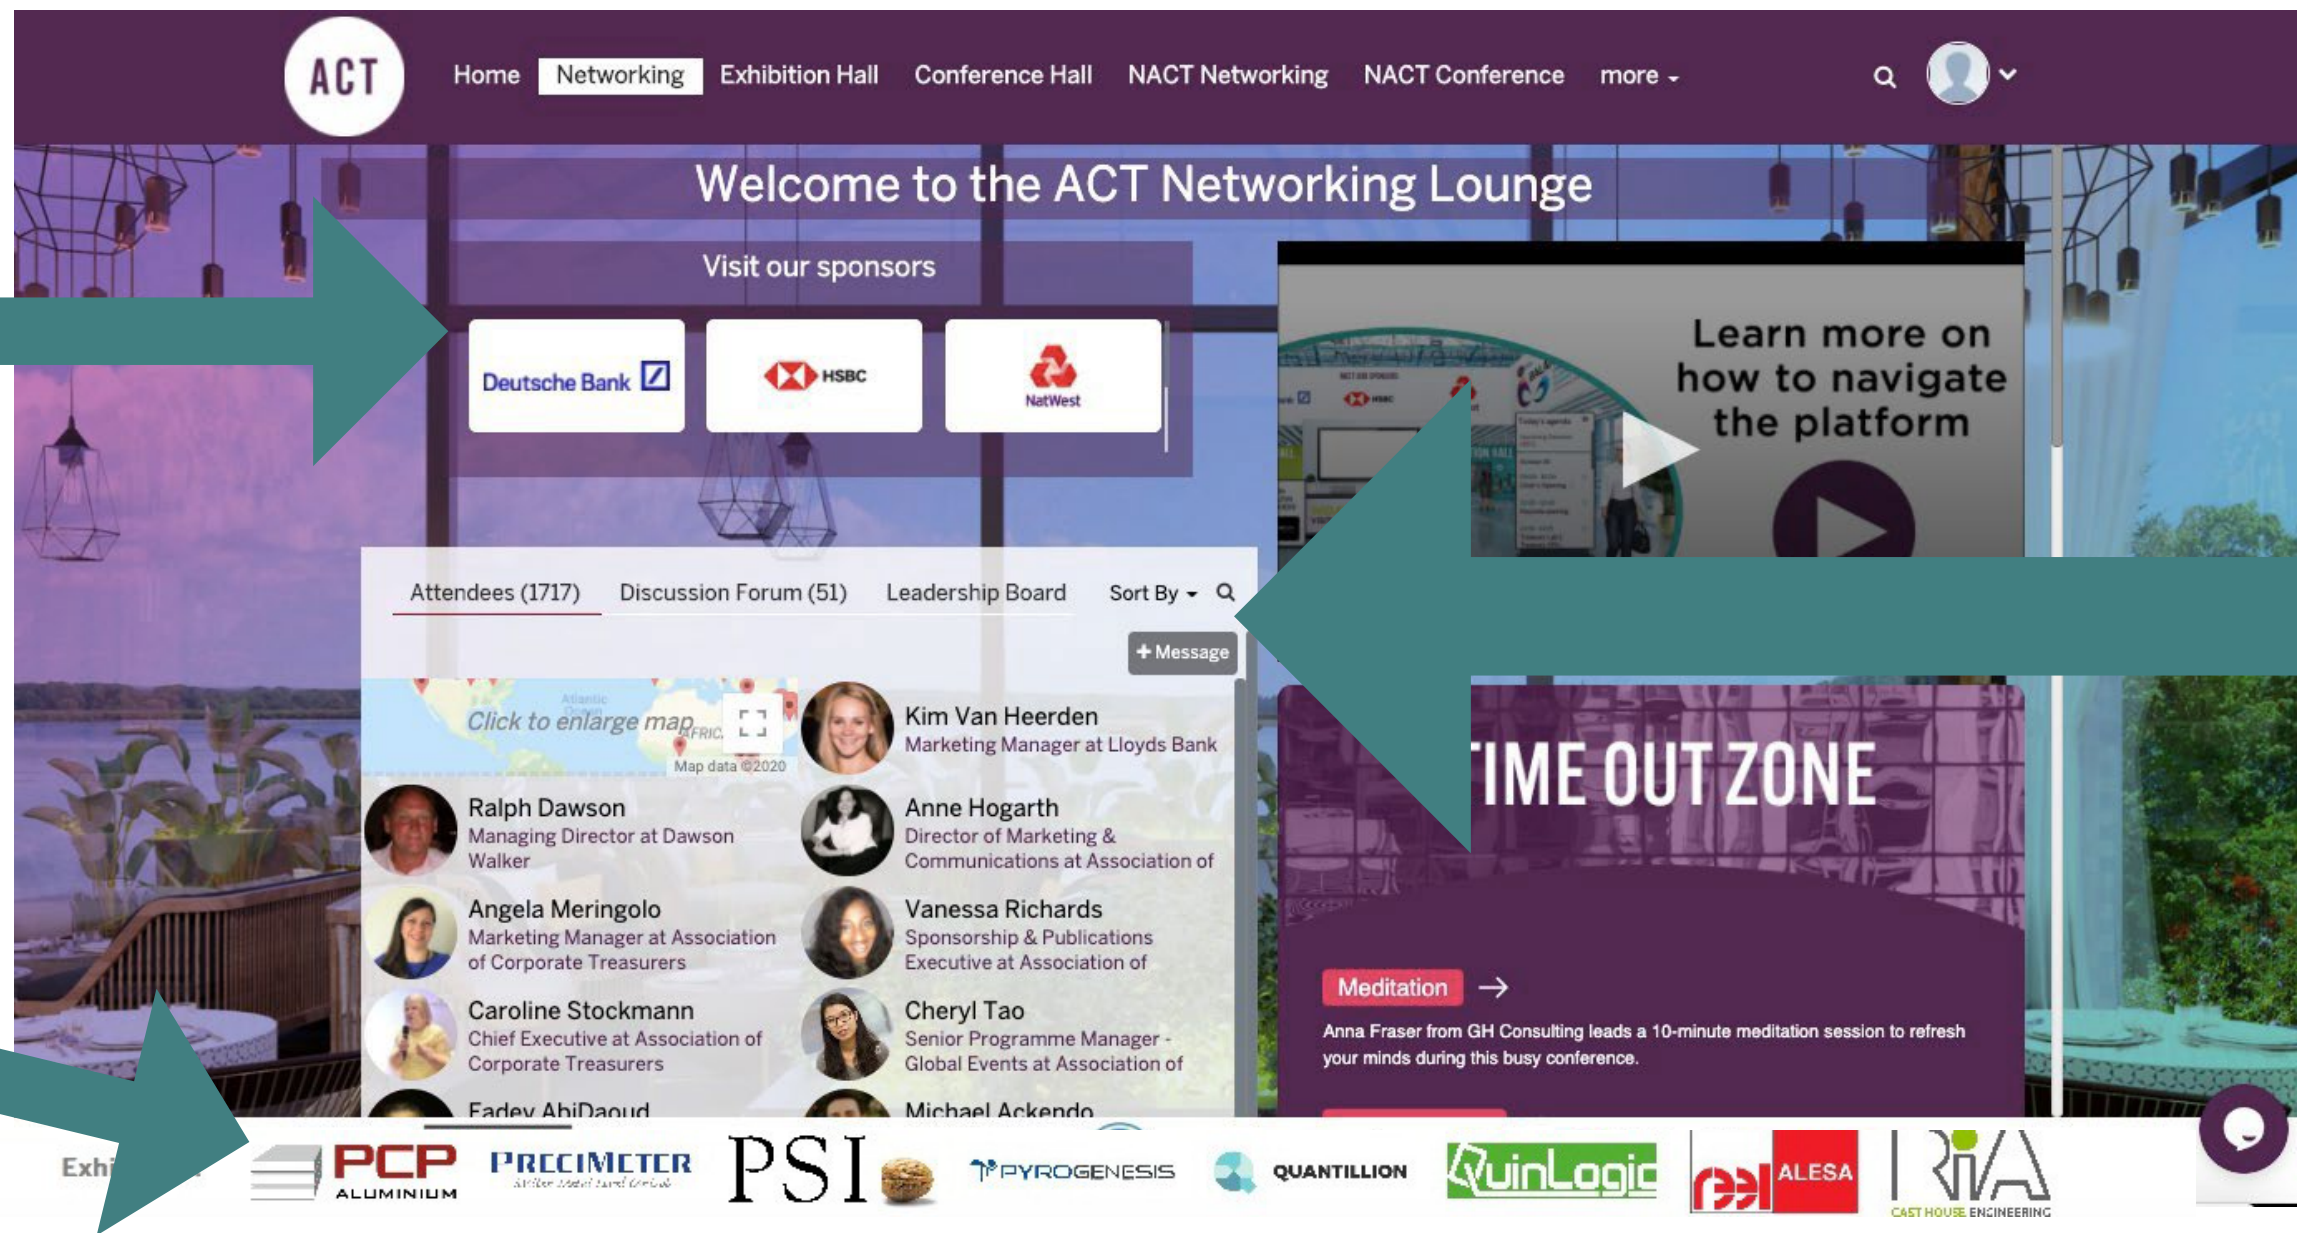 ACT
Home Networking Exhibition Hall Conference Hall NACT Networking NACT Conference more
Welcome to the ACT Networking Lounge
Visit our sponsors
Deutsche Bank
HSBC
NatWest
Learn more on
how to navigate
the platform
Attendees (1717) Discussion Forum (51) Leadership Board Sort By
+ Message
Click to enlarge map
Atlantic
Map data ©2020
Kim Van Heerden
Marketing Manager at Lloyds Bank
Ralph Dawson
Managing Director at Dawson
Walker
Anne Hogarth
Director of Marketing &
Communications at Association of
Angela Meringolo
Marketing Manager at Association
of Corporate Treasurers
Vanessa Richards
Sponsorship & Publications
Executive at Association of
Caroline Stockmann
Chief Executive at Association of
Corporate Treasurers
Cheryl Tao
Senior Programme Manager -
Global Events at Association of
Fadey AbiDaoud
Michael Ackendo
IME OUT ZONE
Meditation
Anna Fraser from GH Consulting leads a 10-minute meditation session to refresh
your minds during this busy conference.
Exhi
PCP
ALUMINIUM
PRECIMETER
PSI
PYROGENESIS
QUANTILLION
QuinLogic
ALESA
RIA
CAST HOUSE ENGINEERING